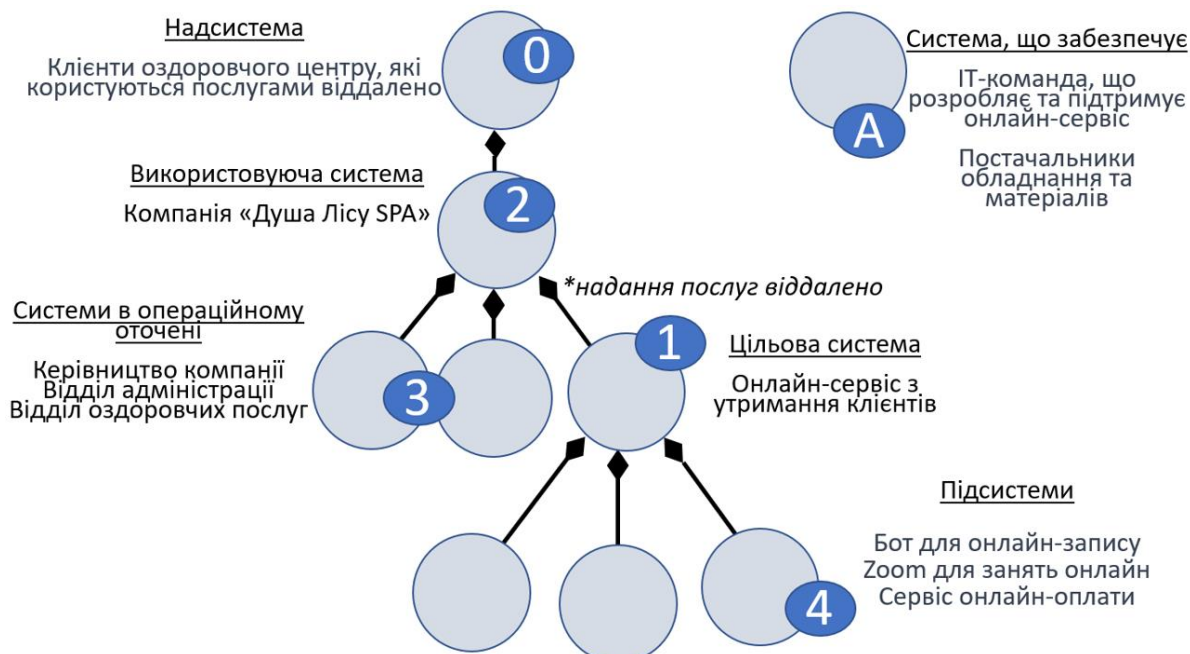 Надсистема
Клієнти оздоровчого центру, які
користуються послугами віддалено
0
Система, що забезпечує
ІТ-команда, що
розробляє та підтримує
онлайн-сервіс
Постачальники
обладнання та
матеріалів
A
Використовуюча система
Компанія «Душа Лісу SPA»
2
*надання послуг віддалено
Системи в операційному
оточені
Керівництво компанії
Відділ адміністрації
Відділ оздоровчих послуг
3
1
Цільова система
Онлайн-сервіс з
утримання клієнтів
Підсистеми
Бот для онлайн-запису
Zoom для занять онлайн
Сервіс онлайн-оплати
4